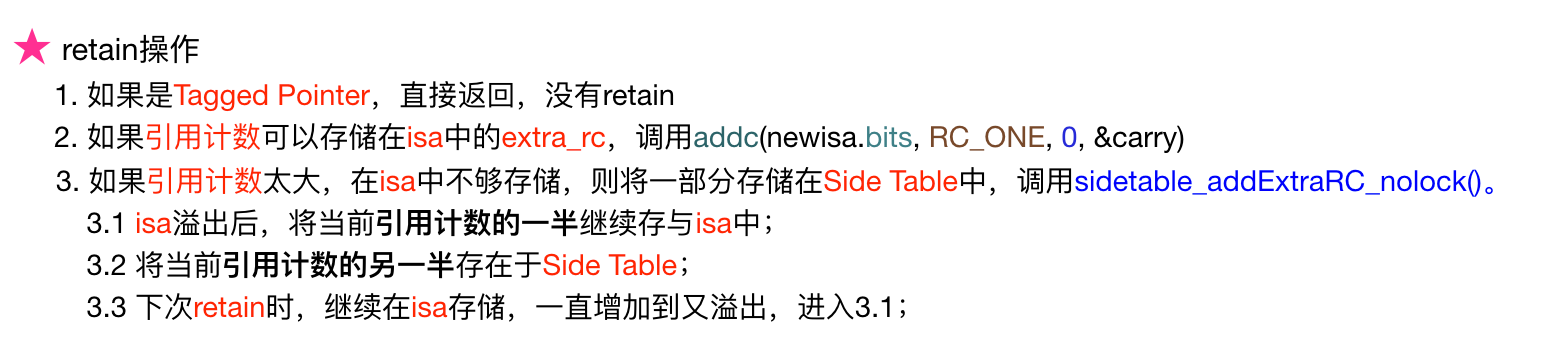 retain操作
1. 如果是Tagged Pointer，直接返回，没有retain
2. 如果引用计数可以存储在isa中的extra_rc，调用addc(newisa.bits, RC_ONE, 0, &carry)
3. 如果引用计数太大，在isa中不够存储，则将一部分存储在Side Table中，调用sidetable_addExtraRC_nolock()。
3.1 isa溢出后，将当前引用计数的一半继续存与isa中；
3.2 将当前引用计数的另一半存在于Side Table；
3.3 下次retain时，继续在isa存储，一直增加到又溢出，进入3.1；